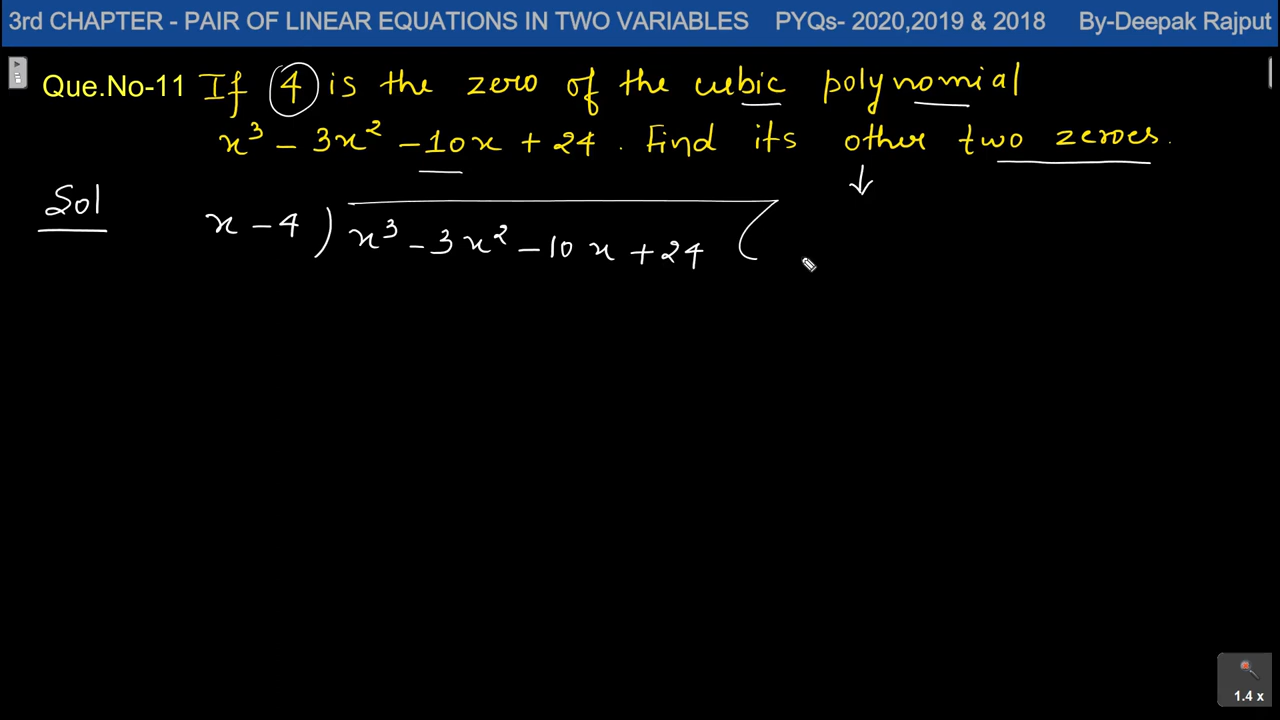 3rd CHAPTER - PAIR OF LINEAR EQUATIONS IN TWO VARIABLES PYQs- 2020,2019 & 2018 By-Deepak Rajput
Que.No-11 If 4 is the zero of the cubic polynomial
x³ - 3x² - 10x + 24 . Find its other two zeroes.
Sol
x - 4 ) x³ - 3x² - 10x + 24 (
1.4 x